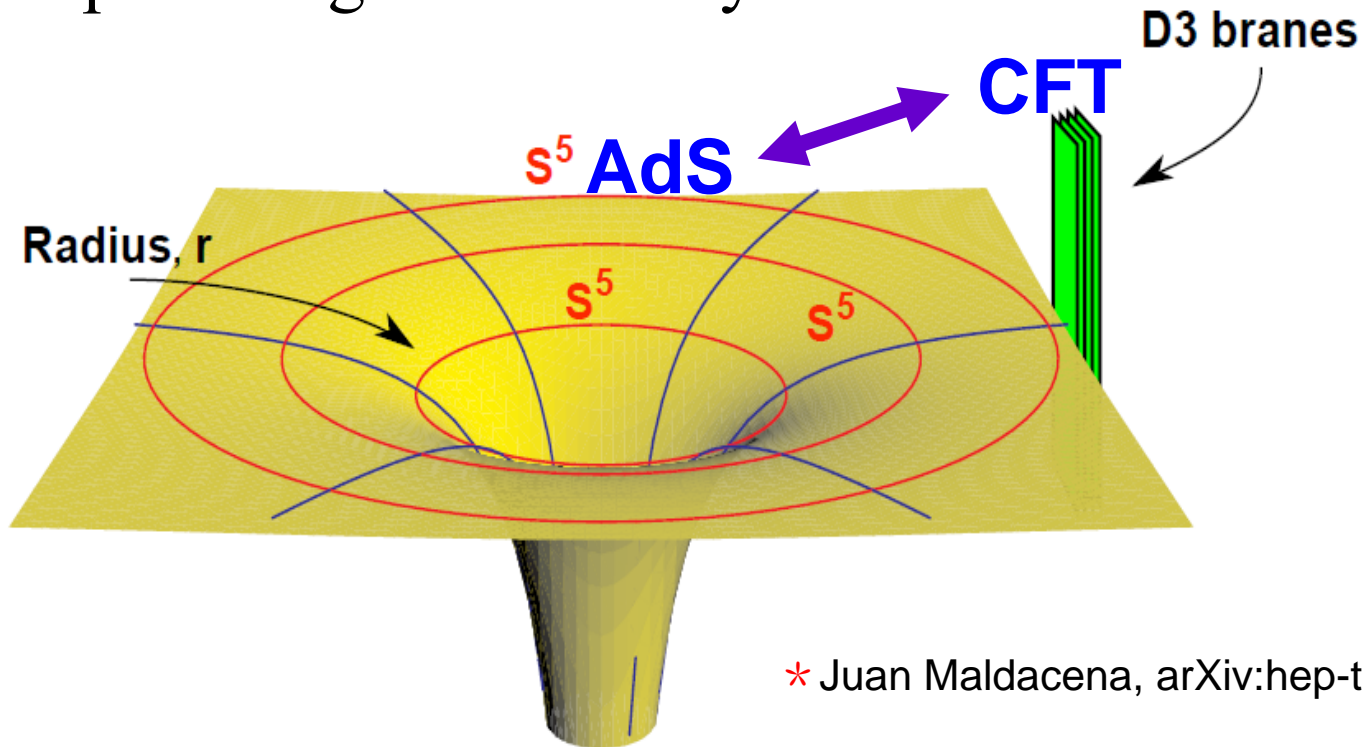 D3 branes
CFT
S⁵ AdS
Radius, r
S⁵
S⁵
* Juan Maldacena, arXiv:hep-t